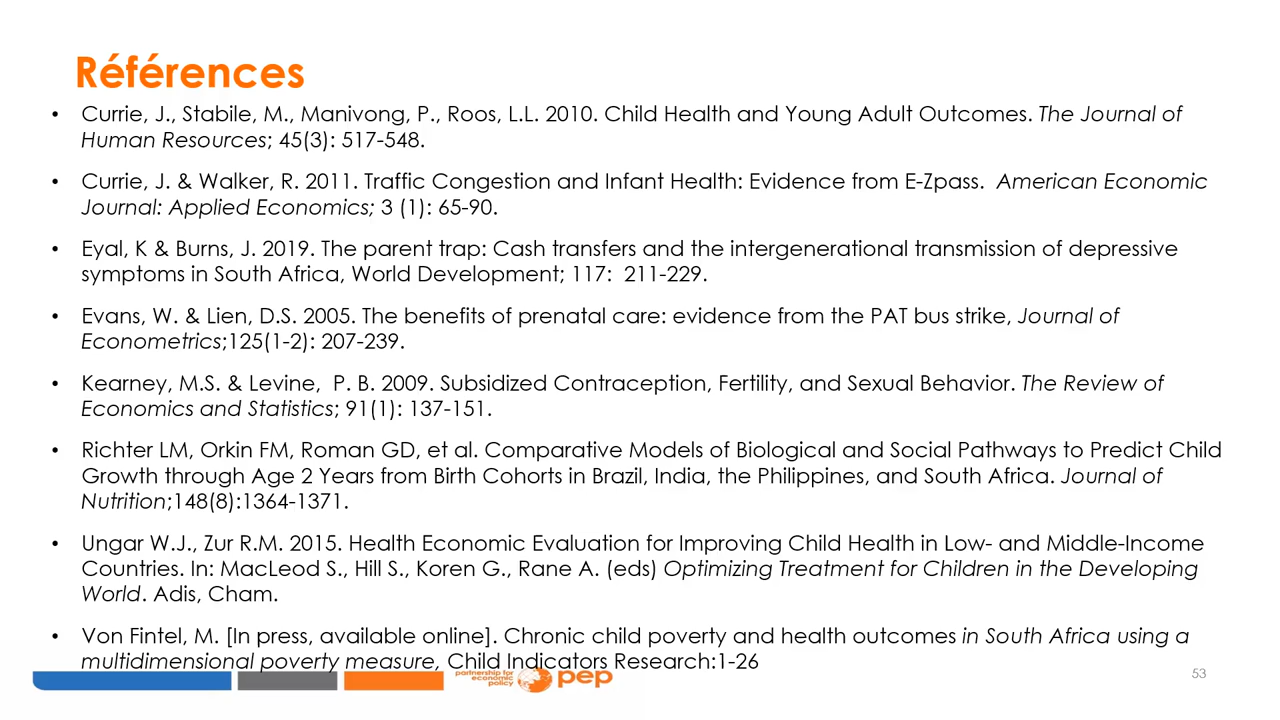 Références
• Currie, J., Stabile, M., Manivong, P., Roos, L.L. 2010. Child Health and Young Adult Outcomes. The Journal of
Human Resources; 45(3): 517-548.
• Currie, J. & Walker, R. 2011. Traffic Congestion and Infant Health: Evidence from E-Zpass.  American Economic
Journal: Applied Economics; 3 (1): 65-90.
• Eyal, K & Burns, J. 2019. The parent trap: Cash transfers and the intergenerational transmission of depressive
symptoms in South Africa, World Development; 117:  211-229.
• Evans, W. & Lien, D.S. 2005. The benefits of prenatal care: evidence from the PAT bus strike, Journal of
Econometrics;125(1-2): 207-239.
• Kearney, M.S. & Levine,  P. B. 2009. Subsidized Contraception, Fertility, and Sexual Behavior. The Review of
Economics and Statistics; 91(1): 137-151.
• Richter LM, Orkin FM, Roman GD, et al. Comparative Models of Biological and Social Pathways to Predict Child
Growth through Age 2 Years from Birth Cohorts in Brazil, India, the Philippines, and South Africa. Journal of
Nutrition;148(8):1364-1371.
• Ungar W.J., Zur R.M. 2015. Health Economic Evaluation for Improving Child Health in Low- and Middle-Income
Countries. In: MacLeod S., Hill S., Koren G., Rane A. (eds) Optimizing Treatment for Children in the Developing
World. Adis, Cham.
• Von Fintel, M. [In press, available online]. Chronic child poverty and health outcomes in South Africa using a
multidimensional poverty measure, Child Indicators Research:1-26
partnership for
economic
policy
pep
53